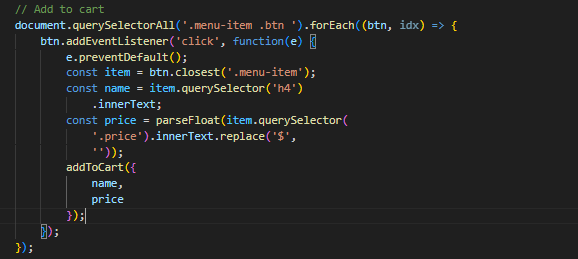 // Add to cart
document.querySelectorAll('.menu-item .btn ').forEach((btn, idx) => {
    btn.addEventListener('click', function(e) {
        e.preventDefault();
        const item = btn.closest('.menu-item');
        const name = item.querySelector('h4')
            .innerText;
        const price = parseFloat(item.querySelector(
            '.price').innerText.replace('$',
            ''));
        addToCart({
            name,
            price
        });
    });
});